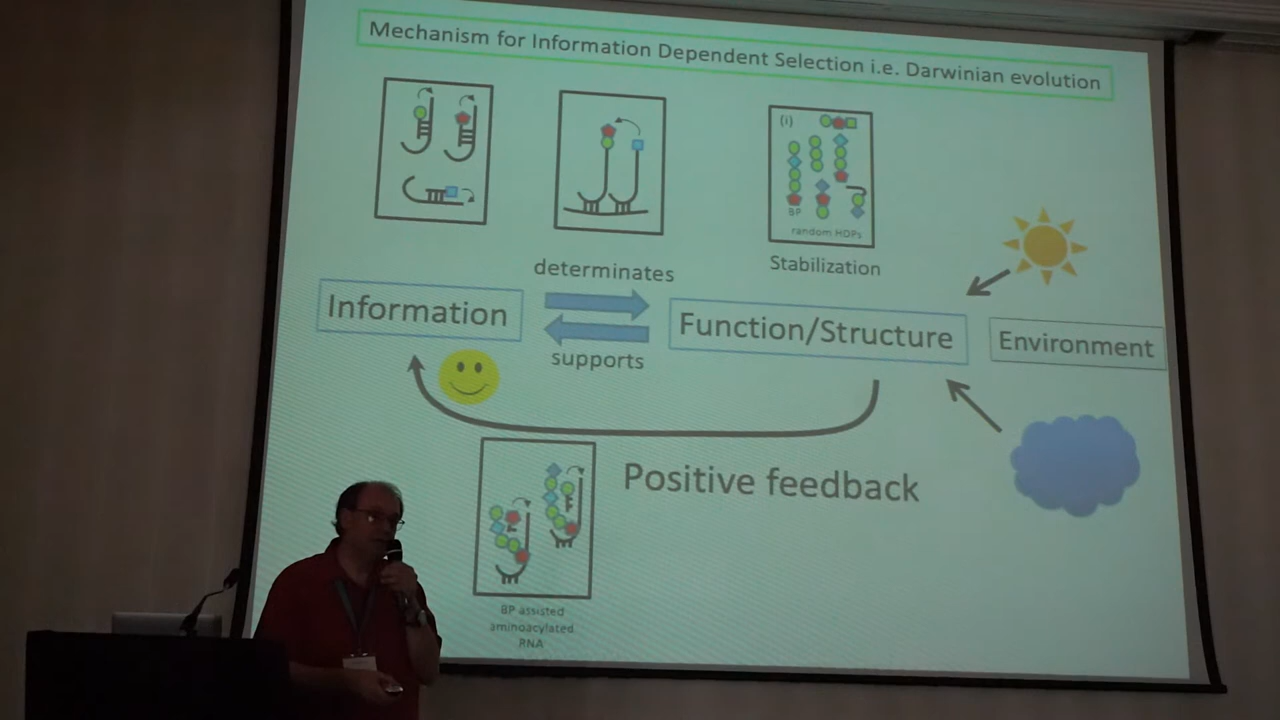 Mechanism for Information Dependent Selection i.e. Darwinian evolution
(i)
BP
random HDPs
Stabilization
determinates
Information
Function/Structure
Environment
supports
Positive feedback
BP assisted
aminoacylated
RNA